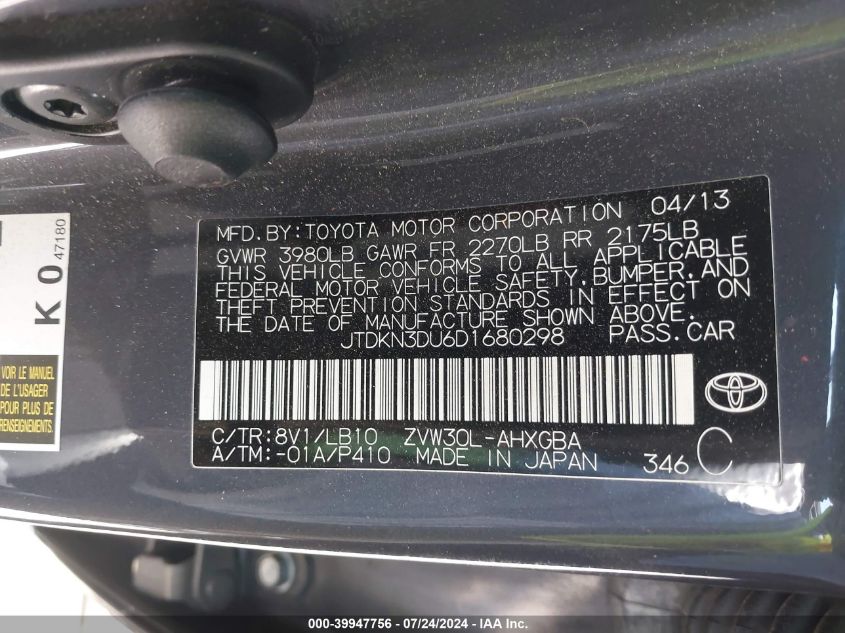 MFD.BY:TOYOTA MOTOR CORPORATION 04/13
GVWR 3980LB GAWR FR 2270LB RR 2175LB
THIS VEHICLE CONFORMS TO ALL APPLICABLE
FEDERAL MOTOR VEHICLE SAFETY,BUMPER,AND
THEFT PREVENTION STANDARDS IN EFFECT ON
THE DATE OF MANUFACTURE SHOWN ABOVE.
JTDKN3DU6D1680298 PASS.CAR
C/TR:8V1/LB10 ZVW30L-AHXGBA
A/TM:-01A/P410 MADE IN JAPAN 346 C
K 0 47180
VOIR LE MANUEL
DE L'USAGER
POUR PLUS DE
RENSEIGNEMENTS
000-39947756 - 07/24/2024 - IAA Inc.